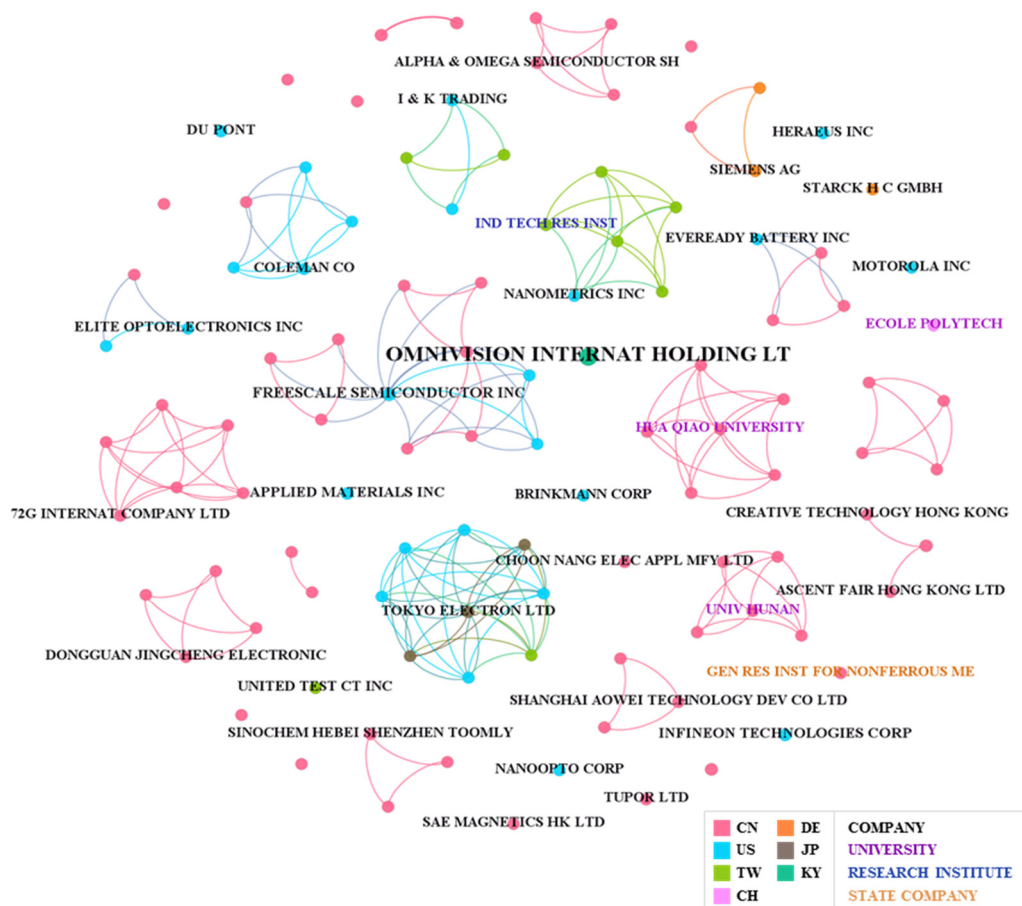 ALPHA & OMEGA SEMICONDUCTOR SH
I & K TRADING
DU PONT
HERAEUS INC
SIEMENS AG
STARCK H C GMBH
IND TECH RES INST
EVEREADY BATTERY INC
COLEMAN CO
MOTOROLA INC
NANOMETRICS INC
ELITE OPTOELECTRONICS INC
ECOLE POLYTECH
OMNIVISION INTERNAT HOLDING LT
FREESCALE SEMICONDUCTOR INC
HUA QIAO UNIVERSITY
APPLIED MATERIALS INC
BRINKMANN CORP
72G INTERNAT COMPANY LTD
CREATIVE TECHNOLOGY HONG KONG
CHOON NANG ELEC APPL MFY LTD
ASCENT FAIR HONG KONG LTD
TOKYO ELECTRON LTD
UNIV HUNAN
DONGGUAN JINGCHENG ELECTRONIC
GEN RES INST FOR NONFERROUS ME
UNITED TEST CT INC
SHANGHAI AOWEI TECHNOLOGY DEV CO LTD
SINOCHEM HEBEI SHENZHEN TOOMLY
INFINEON TECHNOLOGIES CORP
NANOOPTO CORP
TUPOR LTD
SAE MAGNETICS HK LTD
CN DE COMPANY
US JP UNIVERSITY
TW KY RESEARCH INSTITUTE
CH STATE COMPANY